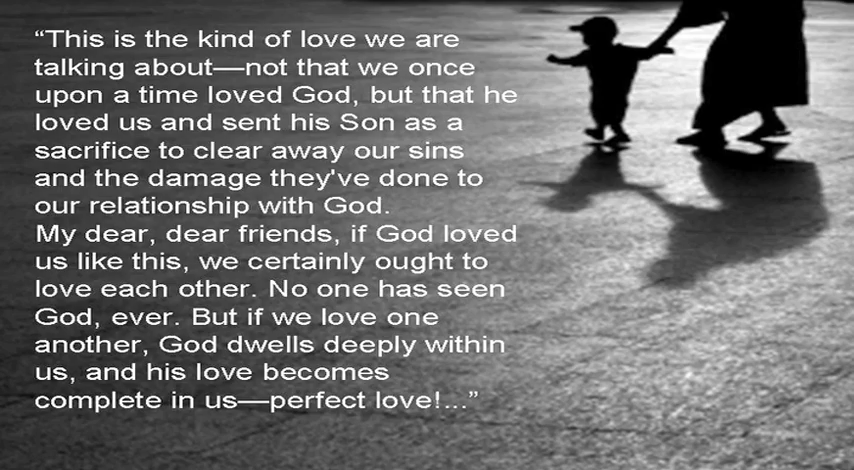 “This is the kind of love we are
talking about—not that we once
upon a time loved God, but that he
loved us and sent his Son as a
sacrifice to clear away our sins
and the damage they've done to
our relationship with God.
My dear, dear friends, if God loved
us like this, we certainly ought to
love each other. No one has seen
God, ever. But if we love one
another, God dwells deeply within
us, and his love becomes
complete in us—perfect love!...”